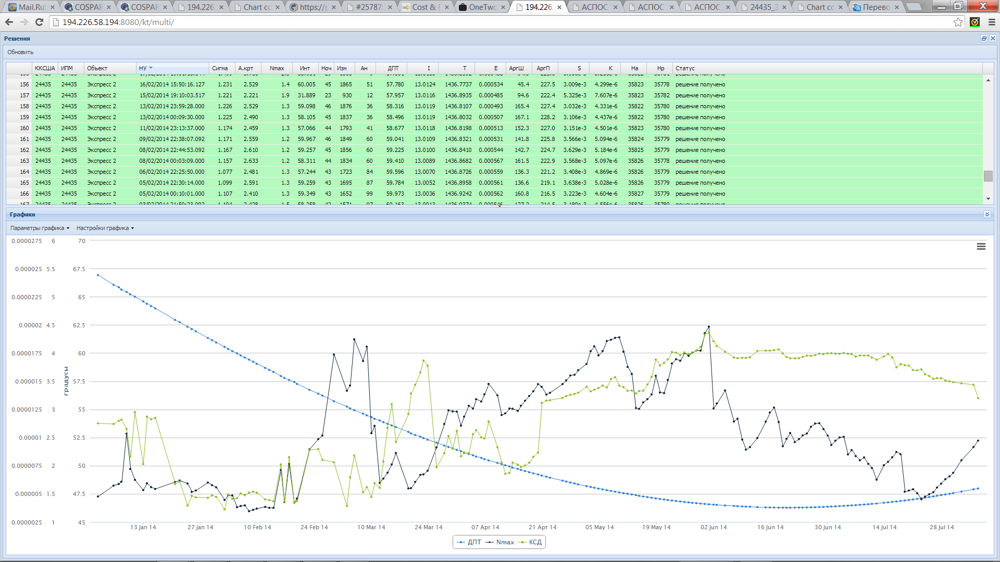 Mail.Ru: COSPAR COSPAR 194.226. Chart cc https://p #25787: Cost & F OneTwo 194.226. АСПОС АСПОС АСПОС 24435_3 Chart cc Перево
194.226.58.194:8080/kt/multi/
Решения
Обновить
ККСША ИПМ Объект НУ Сигма А.крт Nmax Инт Ноч Изм Ан ДПТ I T E АргШ АргП S K На Нр Статус
156 24435 24435 Экспресс 2 16/02/2014 15:50:16.127 1.231 2.529 1.4 60.005 45 1865 51 57.780 13.0124 1436.7737 0.000534 45.4 227.5 3.009e-3 4.299e-6 35823 35778 решение получено
157 24435 24435 Экспресс 2 15/02/2014 19:10:03.517 1.221 2.221 1.9 31.889 23 930 12 57.957 13.0116 1436.8935 0.000485 94.6 222.4 5.325e-3 7.607e-6 35823 35782 решение получено
158 24435 24435 Экспресс 2 13/02/2014 23:59:28.000 1.226 2.529 1.3 59.098 46 1876 36 58.316 13.0119 1436.8107 0.000493 165.4 227.4 3.032e-3 4.331e-6 35822 35780 решение получено
159 24435 24435 Экспресс 2 13/02/2014 00:09:30.000 1.225 2.490 1.3 58.105 45 1837 36 58.496 13.0119 1436.8032 0.000507 167.1 228.2 3.106e-3 4.437e-6 35822 35780 решение получено
160 24435 24435 Экспресс 2 11/02/2014 23:13:37.000 1.174 2.459 1.3 57.066 44 1793 41 58.677 13.0118 1436.8198 0.000513 152.3 227.0 3.151e-3 4.501e-6 35823 35780 решение получено
161 24435 24435 Экспресс 2 09/02/2014 22:38:07.092 1.171 2.559 1.2 59.967 46 1849 60 59.041 13.0109 1436.8321 0.000531 141.8 225.8 3.566e-3 5.094e-6 35824 35779 решение получено
162 24435 24435 Экспресс 2 08/02/2014 22:44:53.092 1.167 2.610 1.2 59.257 45 1856 60 59.225 13.0100 1436.8410 0.000544 142.7 224.7 3.629e-3 5.184e-6 35825 35779 решение получено
163 24435 24435 Экспресс 2 08/02/2014 00:03:09.000 1.157 2.633 1.2 58.311 44 1834 60 59.410 13.0089 1436.8682 0.000567 161.5 222.9 3.568e-3 5.097e-6 35826 35778 решение получено
164 24435 24435 Экспресс 2 06/02/2014 22:25:50.000 1.077 2.481 1.3 57.244 43 1723 84 59.596 13.0070 1436.8726 0.000559 136.3 221.2 3.408e-3 4.869e-6 35826 35779 решение получено
165 24435 24435 Экспресс 2 05/02/2014 22:30:14.000 1.099 2.591 1.3 59.259 43 1695 87 59.784 13.0052 1436.8958 0.000561 136.6 219.1 3.638e-3 5.028e-6 35826 35779 решение получено
166 24435 24435 Экспресс 2 05/02/2014 00:10:01.000 1.107 2.410 1.3 59.349 43 1652 99 59.973 13.0036 1436.9242 0.000562 160.8 216.5 3.223e-3 4.604e-6 35827 35779 решение получено
Графики
Параметры графика Настройки графика
0.0000275 6 70
0.000025 5.5 67.5
0.0000225 5 65
0.00002 4.5 62.5
0.0000175 4 60
0.000015 3.5 57.5
градусы
0.0000125 3 55
0.00001 2.5 52.5
0.0000075 2 50
0.000005 1.5 47.5
0.0000025 1 45
13 Jan 14 27 Jan 14 10 Feb 14 24 Feb 14 10 Mar 14 24 Mar 14 07 Apr 14 21 Apr 14 05 May 14 19 May 14 02 Jun 14 16 Jun 14 30 Jun 14 14 Jul 14 28 Jul 14
ДПТ Nmax КСД